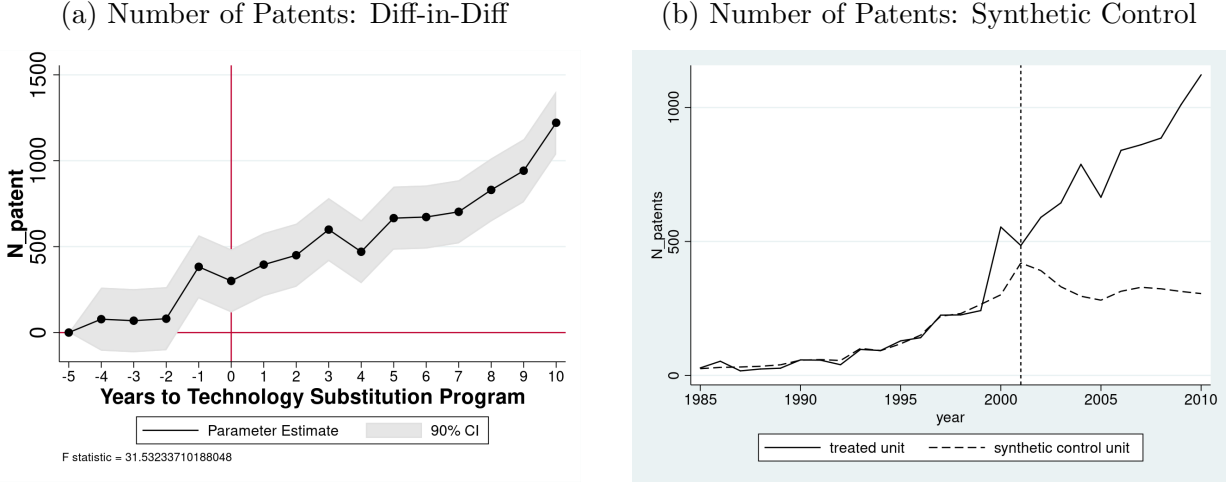 (a) Number of Patents: Diff-in-Diff
N_patent
1500
1000
500
0
-5 -4 -3 -2 -1 0 1 2 3 4 5 6 7 8 9 10
Years to Technology Substitution Program
Parameter Estimate 90% CI
F statistic = 31.53233710188048
(b) Number of Patents: Synthetic Control
N_patents
1000
500
0
1985 1990 1995 2000 2005 2010
year
treated unit synthetic control unit